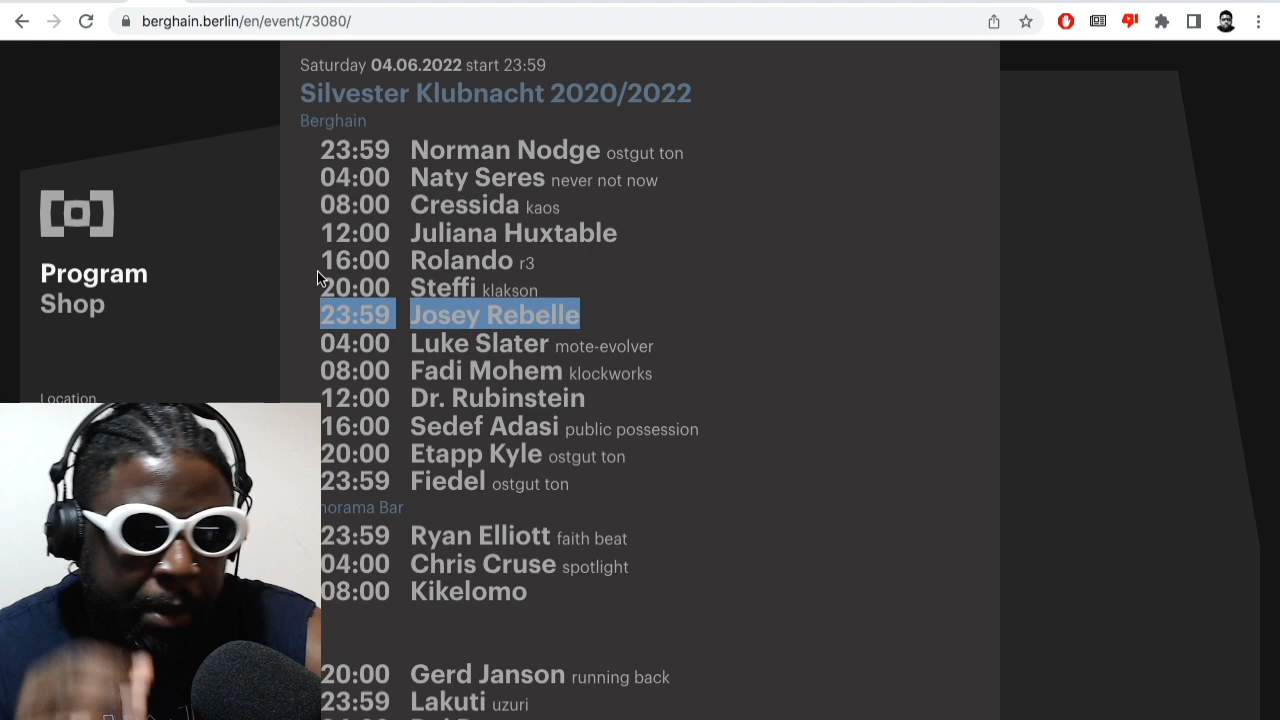 berghain.berlin/en/event/73080/
Saturday 04.06.2022 start 23:59
Silvester Klubnacht 2020/2022
Berghain
23:59 Norman Nodge ostgut ton
04:00 Naty Seres never not now
08:00 Cressida kaos
12:00 Juliana Huxtable
16:00 Rolando r3
20:00 Steffi klakson
23:59 Josey Rebelle
04:00 Luke Slater mote-evolver
08:00 Fadi Mohem klockworks
12:00 Dr. Rubinstein
16:00 Sedef Adasi public possession
20:00 Etapp Kyle ostgut ton
23:59 Fiedel ostgut ton
norama Bar
23:59 Ryan Elliott faith beat
04:00 Chris Cruse spotlight
08:00 Kikelomo
20:00 Gerd Janson running back
23:59 Lakuti uzuri
Program
Shop
Location